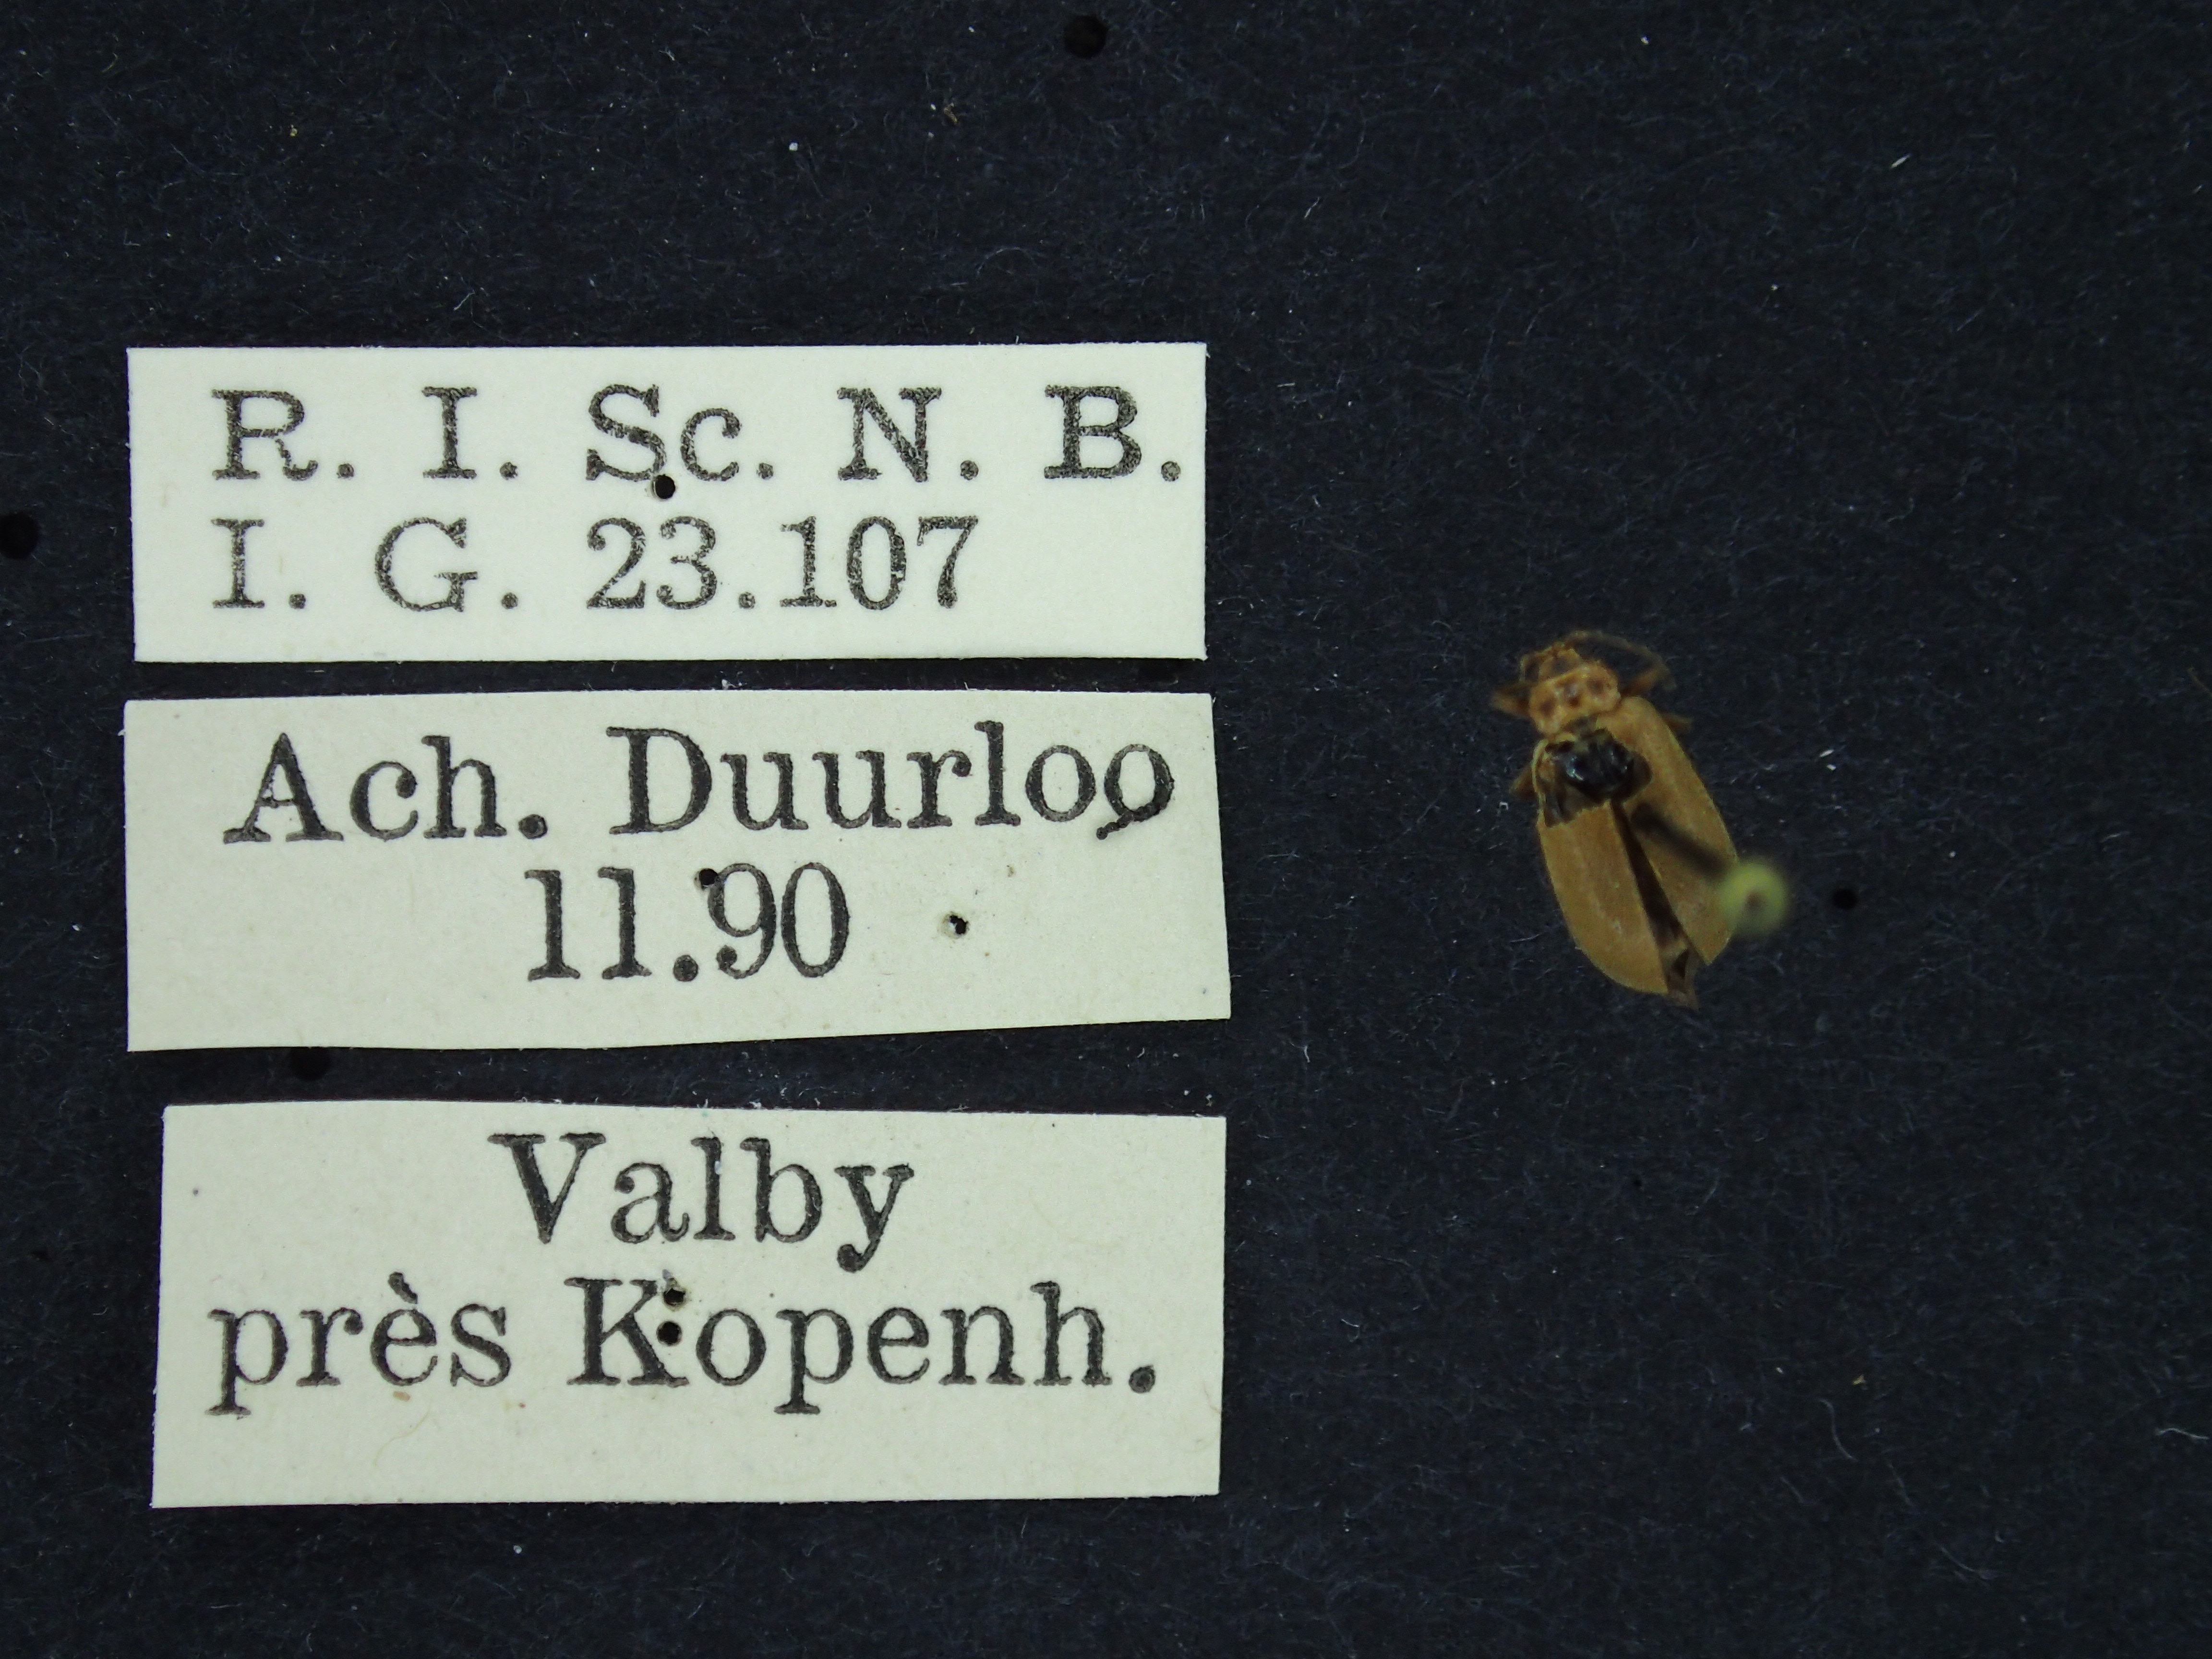 R. I. Sc. N. B.
I. G. 23.107
Ach. Duurloo
11.90
Valby
près Kopenh.